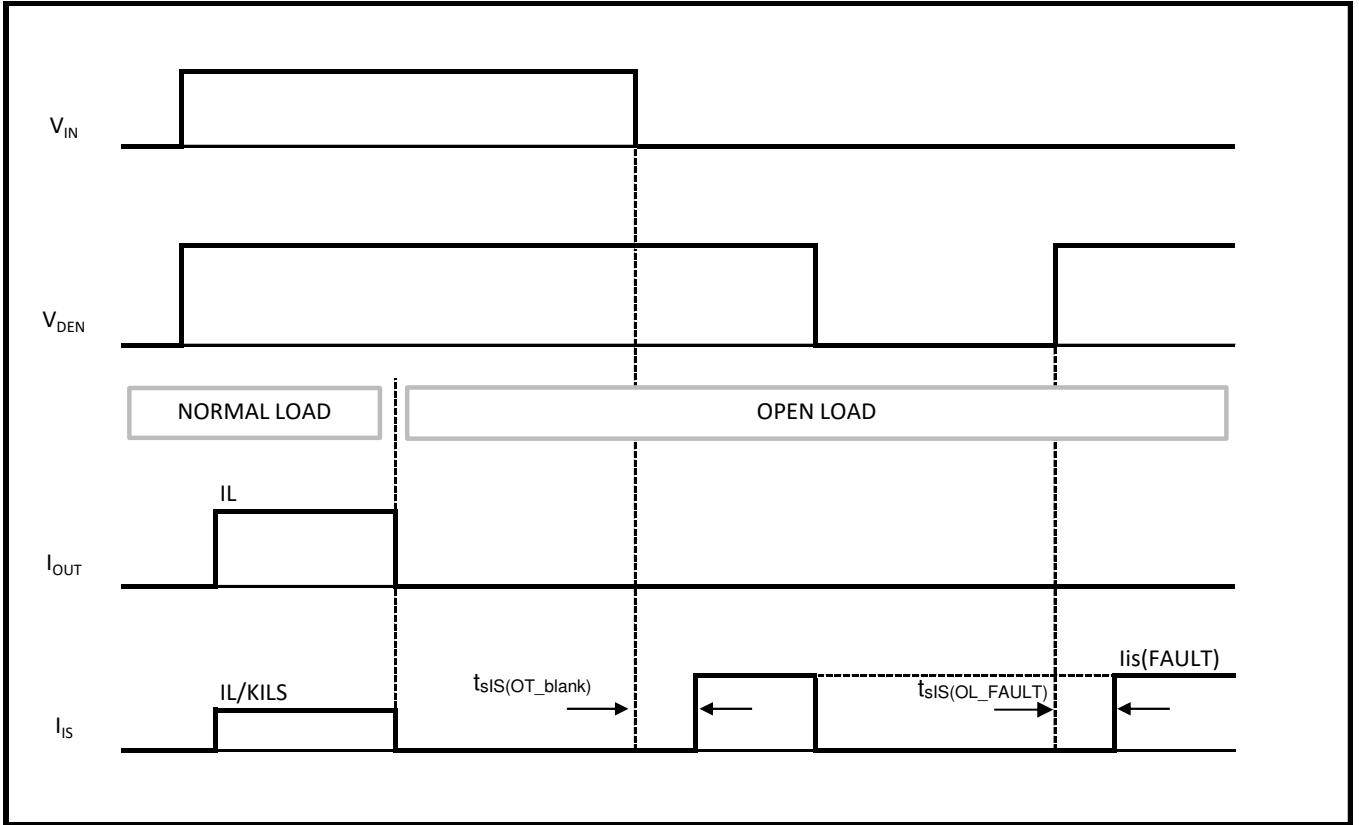 VIN
VDEN
NORMAL LOAD
OPEN LOAD
IL
IOUT
Iis(FAULT)
IL/KILS
tsIS(OT_blank)
tsIS(OL_FAULT)
IIS